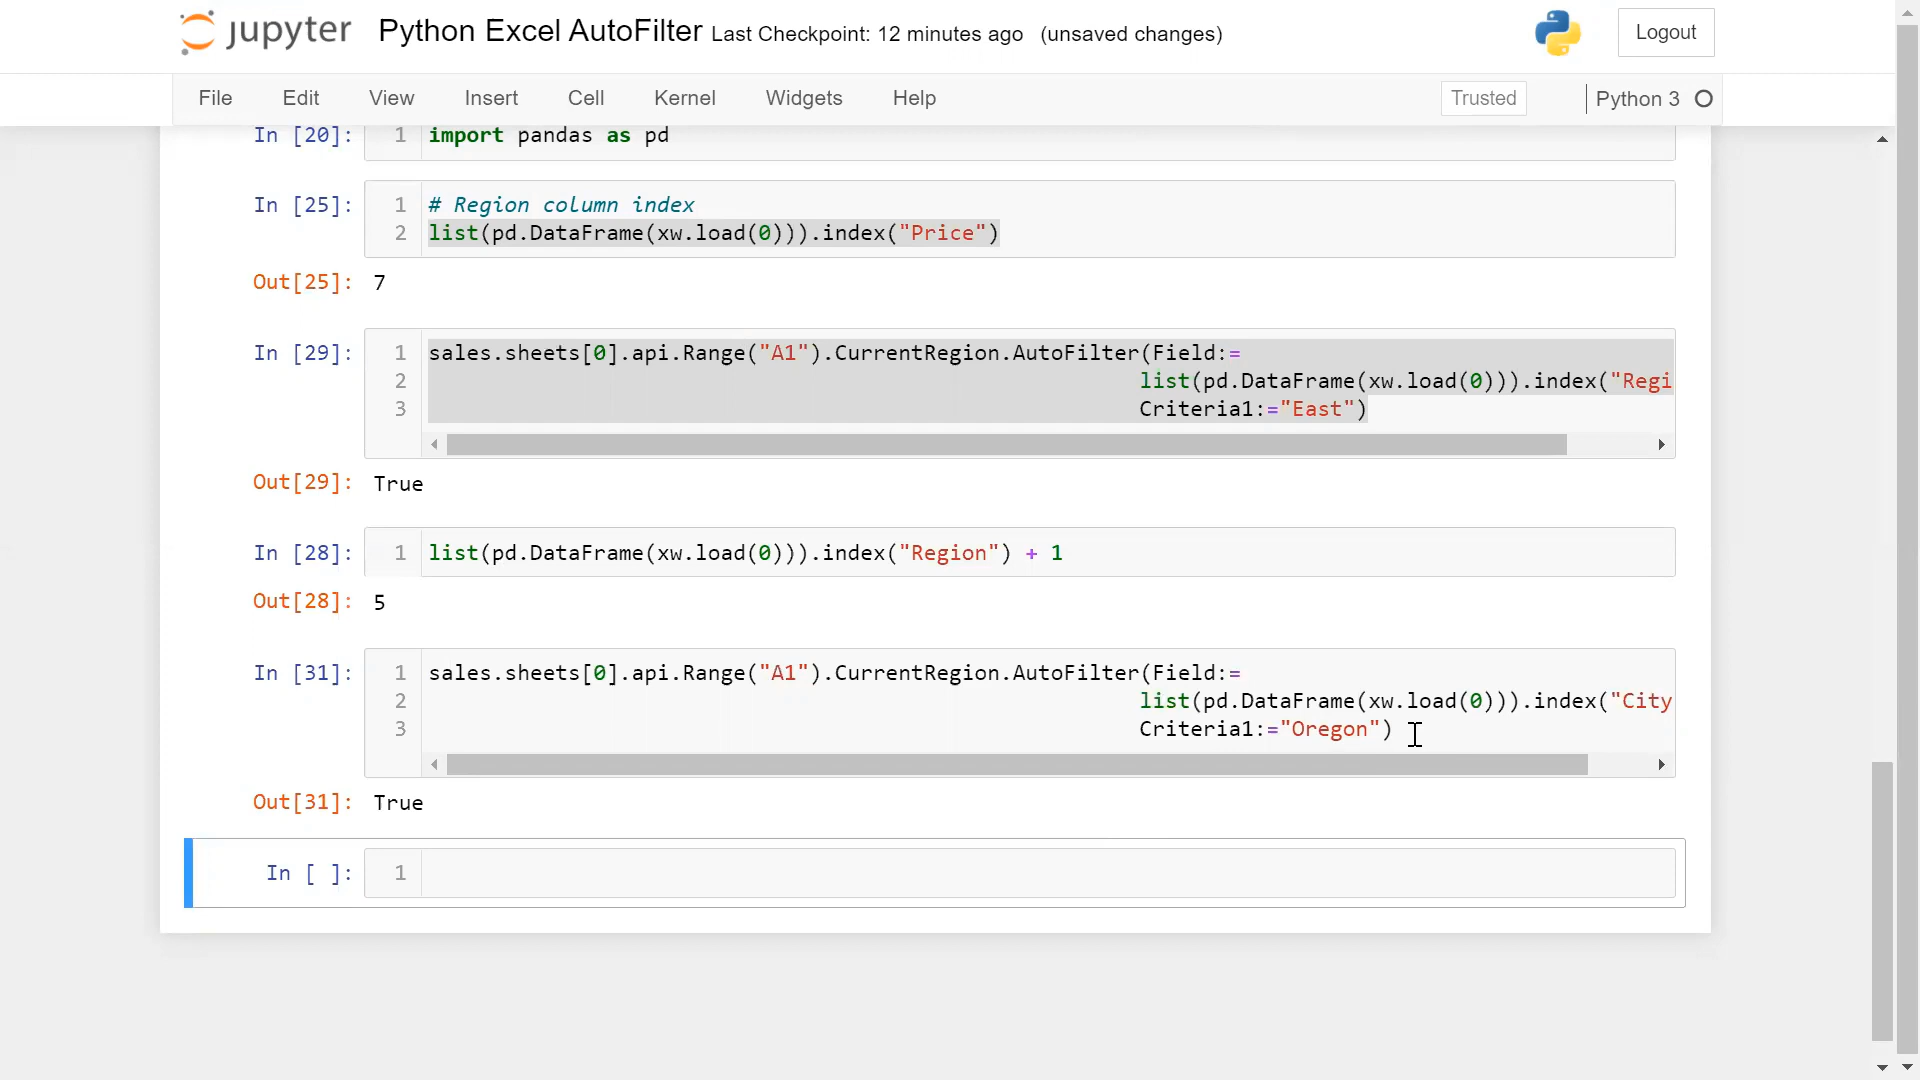 jupyter Python Excel AutoFilter Last Checkpoint: 12 minutes ago (unsaved changes) Logout
File Edit View Insert Cell Kernel Widgets Help Trusted Python 3
In [20]: 1 import pandas as pd
In [25]: 1 # Region column index
2 list(pd.DataFrame(xw.load(0))).index("Price")
Out[25]: 7
In [29]: 1 sales.sheets[0].api.Range("A1").CurrentRegion.AutoFilter(Field:=
2 list(pd.DataFrame(xw.load(0))).index("Regi
3 Criteria1:="East")
Out[29]: True
In [28]: 1 list(pd.DataFrame(xw.load(0))).index("Region") + 1
Out[28]: 5
In [31]: 1 sales.sheets[0].api.Range("A1").CurrentRegion.AutoFilter(Field:=
2 list(pd.DataFrame(xw.load(0))).index("City
3 Criteria1:="Oregon")
Out[31]: True
In [ ]: 1